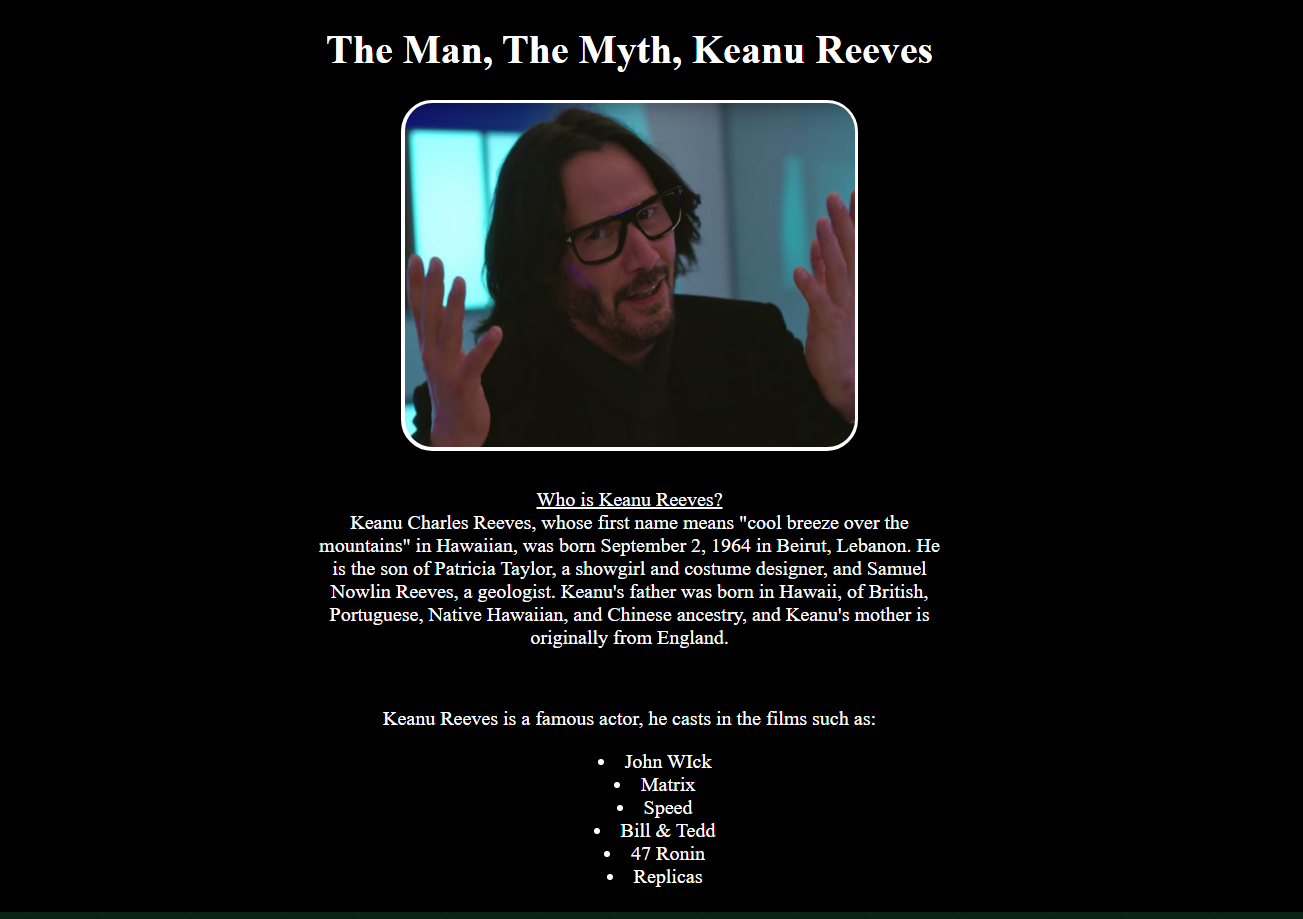 The Man, The Myth, Keanu Reeves
Who is Keanu Reeves?
Keanu Charles Reeves, whose first name means "cool breeze over the
mountains" in Hawaiian, was born September 2, 1964 in Beirut, Lebanon. He
is the son of Patricia Taylor, a showgirl and costume designer, and Samuel
Nowlin Reeves, a geologist. Keanu's father was born in Hawaii, of British,
Portuguese, Native Hawaiian, and Chinese ancestry, and Keanu's mother is
originally from England.
Keanu Reeves is a famous actor, he casts in the films such as:
• John WIck
• Matrix
• Speed
• Bill & Tedd
• 47 Ronin
• Replicas